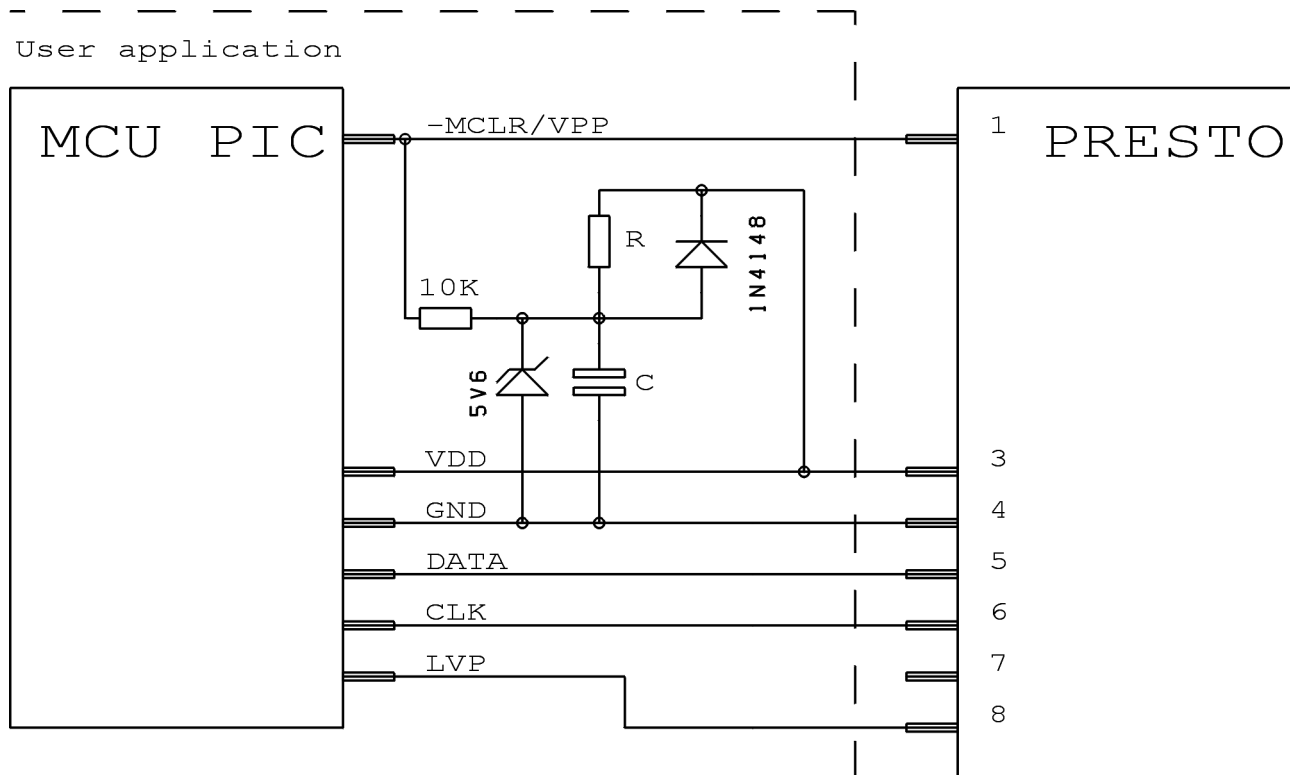 User application
MCU PIC
-MCLR/VPP
1
PRESTO
R
1N4148
10K
5V6
C
VDD
3
GND
4
DATA
5
CLK
6
LVP
7
8